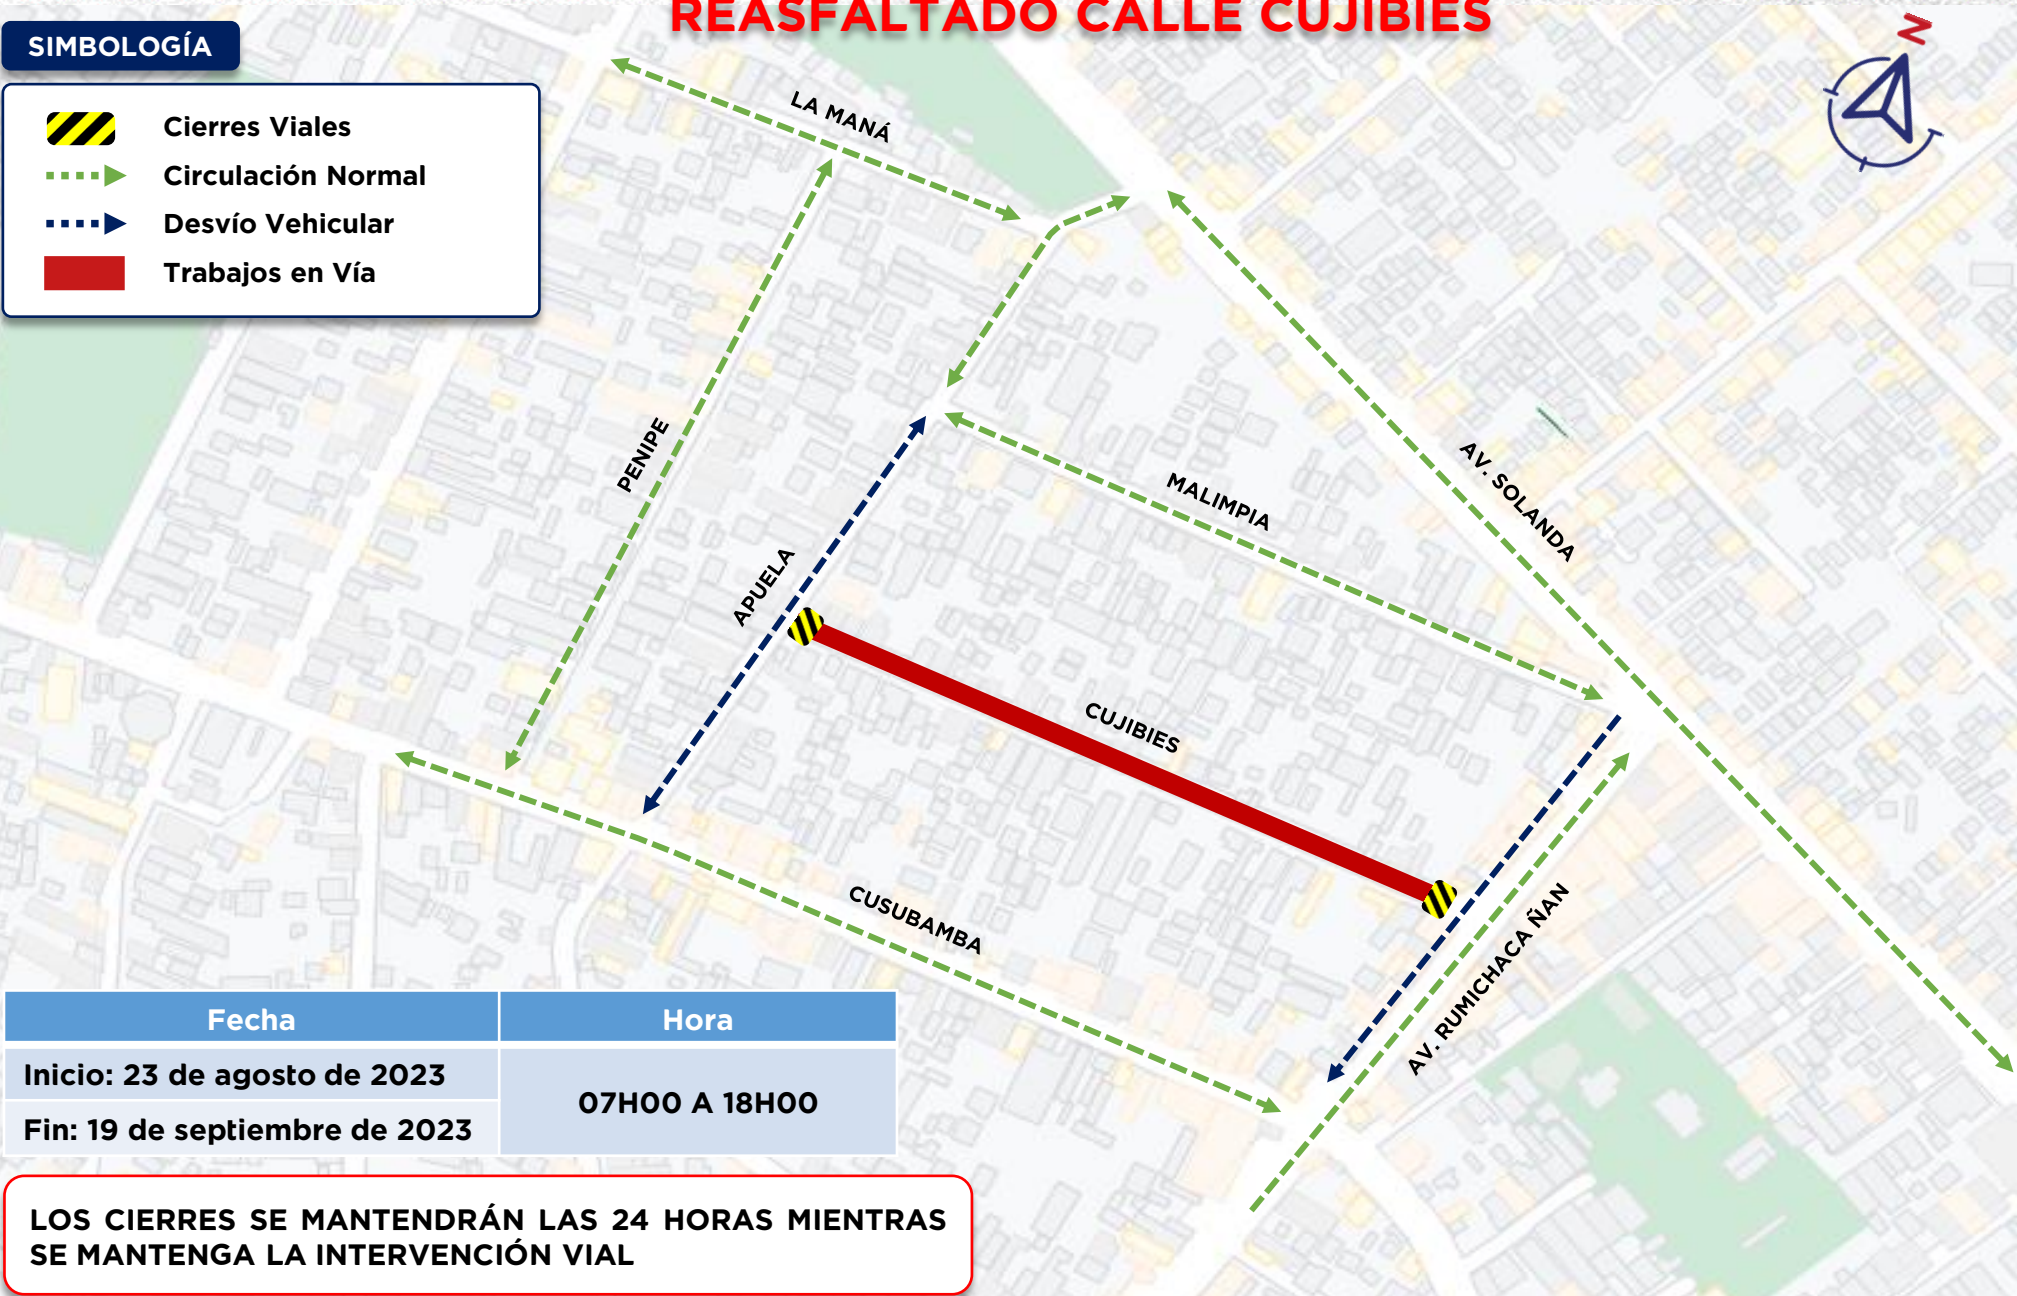 REASFALTADO CALLE CUJIBIES
SIMBOLOGÍA
Cierres Viales
Circulación Normal
Desvío Vehicular
Trabajos en Vía
N
LA MANÁ
PENIPE
APUELA
MALIMPIA
AV. SOLANDA
CUJIBIES
CUSUBAMBA
AV. RUMICHACA ÑAN
Fecha
Hora
Inicio: 23 de agosto de 2023
07H00 A 18H00
Fin: 19 de septiembre de 2023
LOS CIERRES SE MANTENDRÁN LAS 24 HORAS MIENTRAS
SE MANTENGA LA INTERVENCIÓN VIAL